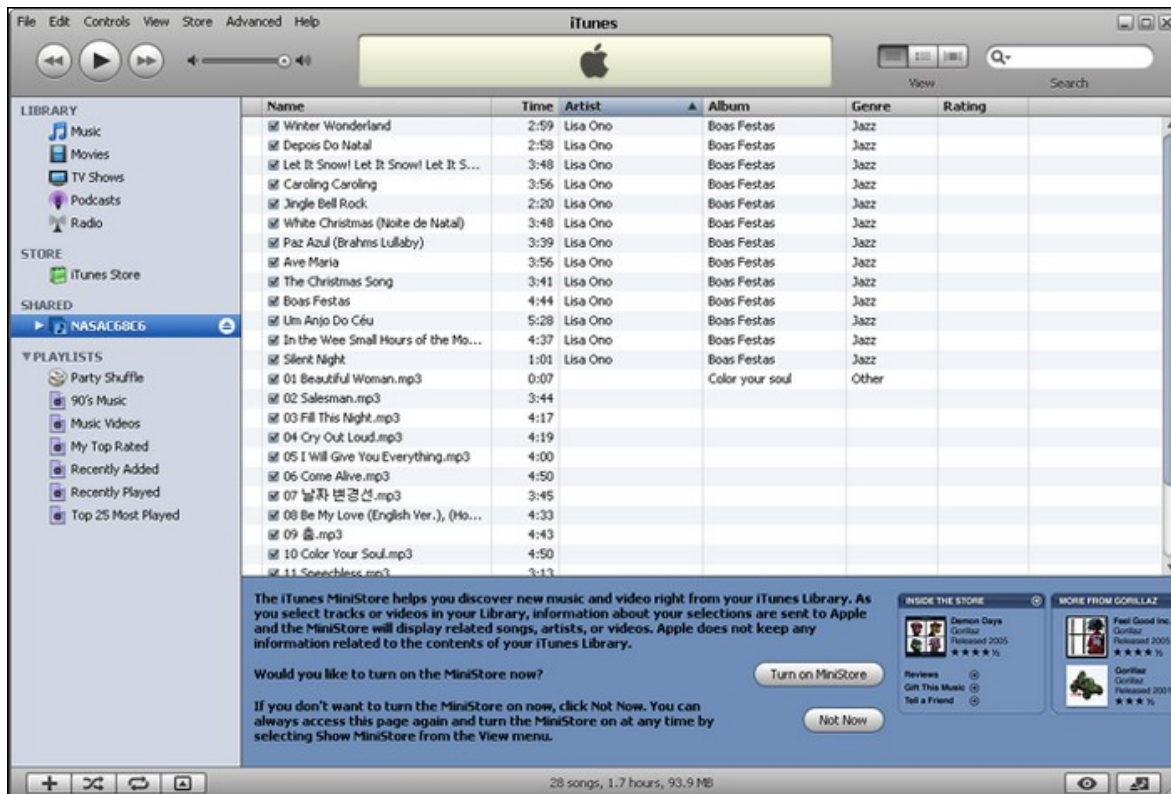 File Edit Controls View Store Advanced Help
iTunes
View
Search
LIBRARY
Music
Movies
TV Shows
Podcasts
Radio
STORE
iTunes Store
SHARED
NASAC68C6
PLAYLISTS
Party Shuffle
90's Music
Music Videos
My Top Rated
Recently Added
Recently Played
Top 25 Most Played
Name Time Artist Album Genre Rating
Winter Wonderland 2:59 Lisa Ono Boas Festas Jazz
Depois Do Natal 2:58 Lisa Ono Boas Festas Jazz
Let It Snow! Let It Snow! Let It S... 3:48 Lisa Ono Boas Festas Jazz
Caroling Caroling 3:56 Lisa Ono Boas Festas Jazz
Jingle Bell Rock 2:20 Lisa Ono Boas Festas Jazz
White Christmas (Noite de Natal) 3:48 Lisa Ono Boas Festas Jazz
Paz Azul (Brahms Lullaby) 3:39 Lisa Ono Boas Festas Jazz
Ave Maria 3:56 Lisa Ono Boas Festas Jazz
The Christmas Song 3:41 Lisa Ono Boas Festas Jazz
Boas Festas 4:44 Lisa Ono Boas Festas Jazz
Um Anjo Do Céu 5:28 Lisa Ono Boas Festas Jazz
In the Wee Small Hours of the Mo... 4:37 Lisa Ono Boas Festas Jazz
Silent Night 1:01 Lisa Ono Boas Festas Jazz
01 Beautiful Woman.mp3 0:07 Color your soul Other
02 Salesman.mp3 3:44
03 Fill This Night.mp3 4:17
04 Cry Out Loud.mp3 4:19
05 I Will Give You Everything.mp3 4:00
06 Come Alive.mp3 4:50
07 날짜 변경선.mp3 3:45
08 Be My Love (English Ver.), (Ho... 4:33
09 춤.mp3 4:43
10 Color Your Soul.mp3 4:50
11 Speechless.mp3 3:13
The iTunes MiniStore helps you discover new music and video right from your iTunes Library. As
you select tracks or videos in your Library, information about your selections are sent to Apple
and the MiniStore will display related songs, artists, or videos. Apple does not keep any
information related to the contents of your iTunes Library.
Would you like to turn on the MiniStore now?
Turn on MiniStore
If you don't want to turn the MiniStore on now, click Not Now. You can
always access this page again and turn the MiniStore on at any time by
selecting Show MiniStore from the View menu.
Not Now
INSIDE THE STORE
Demon Days
Gorillaz
Released 2005
Reviews
Gift This Music
Tell a Friend
MORE FROM GORILLAZ
Feel Good Inc.
Gorillaz
Released 2005
Gorillaz
Gorillaz
Released 2001
28 songs, 1.7 hours, 93.9 MB